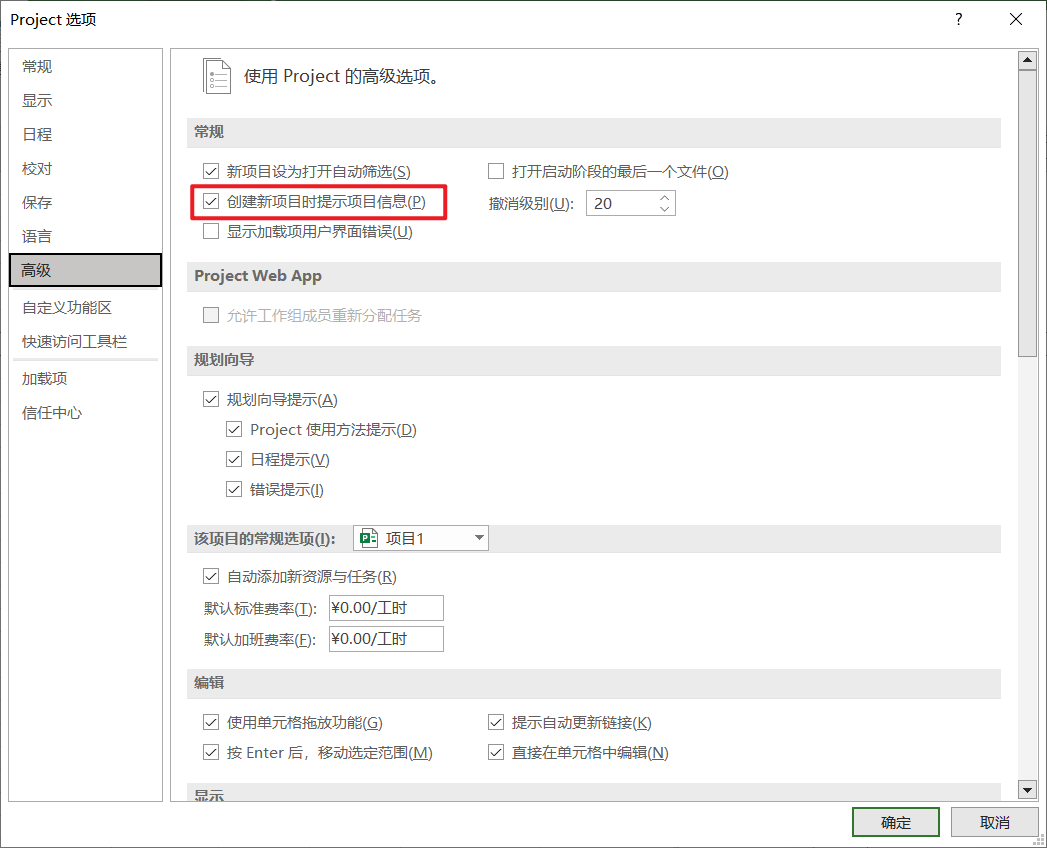 Project 选项
?
常规
显示
日程
校对
保存
语言
高级
自定义功能区
快速访问工具栏
加载项
信任中心
使用 Project 的高级选项。
常规
新项目设为打开自动筛选(S)
打开启动阶段的最后一个文件(O)
创建新项目时提示项目信息(P)
撤消级别(U): 20
显示加载项用户界面错误(U)
Project Web App
允许工作组成员重新分配任务
规划向导
规划向导提示(A)
Project 使用方法提示(D)
日程提示(V)
错误提示(I)
该项目的常规选项(I): 项目1
自动添加新资源与任务(R)
默认标准费率(T): ¥0.00/工时
默认加班费率(F): ¥0.00/工时
编辑
使用单元格拖放功能(G)
提示自动更新链接(K)
按 Enter 后，移动选定范围(M)
直接在单元格中编辑(N)
显示
确定
取消